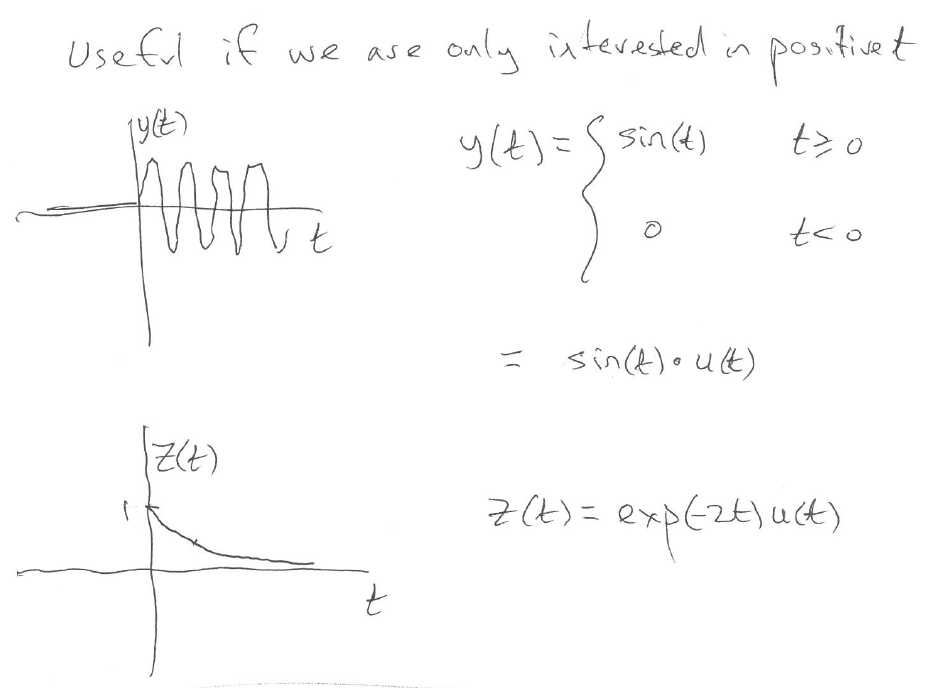 Useful if we are only interested in positive t
y(t)
y(t) = { sin(t) t ≥ 0
0 t < 0
t
= sin(t) · u(t)
z(t)
1
z(t) = exp(-2t) u(t)
t